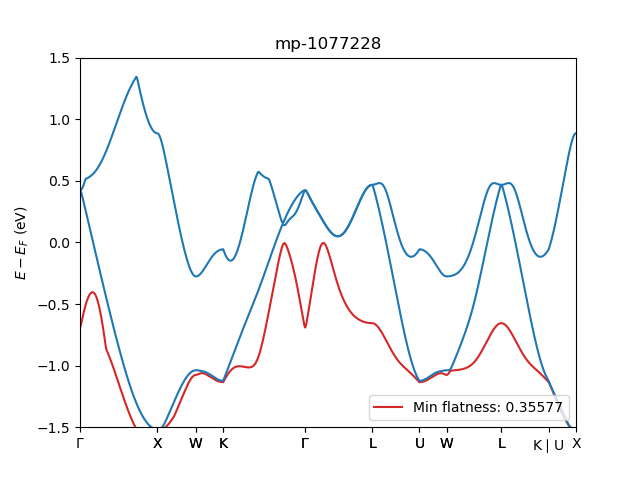 mp-1077228
E − E_F (eV)
1.5
1.0
0.5
0.0
−0.5
−1.0
−1.5
Min flatness: 0.35577
Γ X W K Γ L U W L K | U X